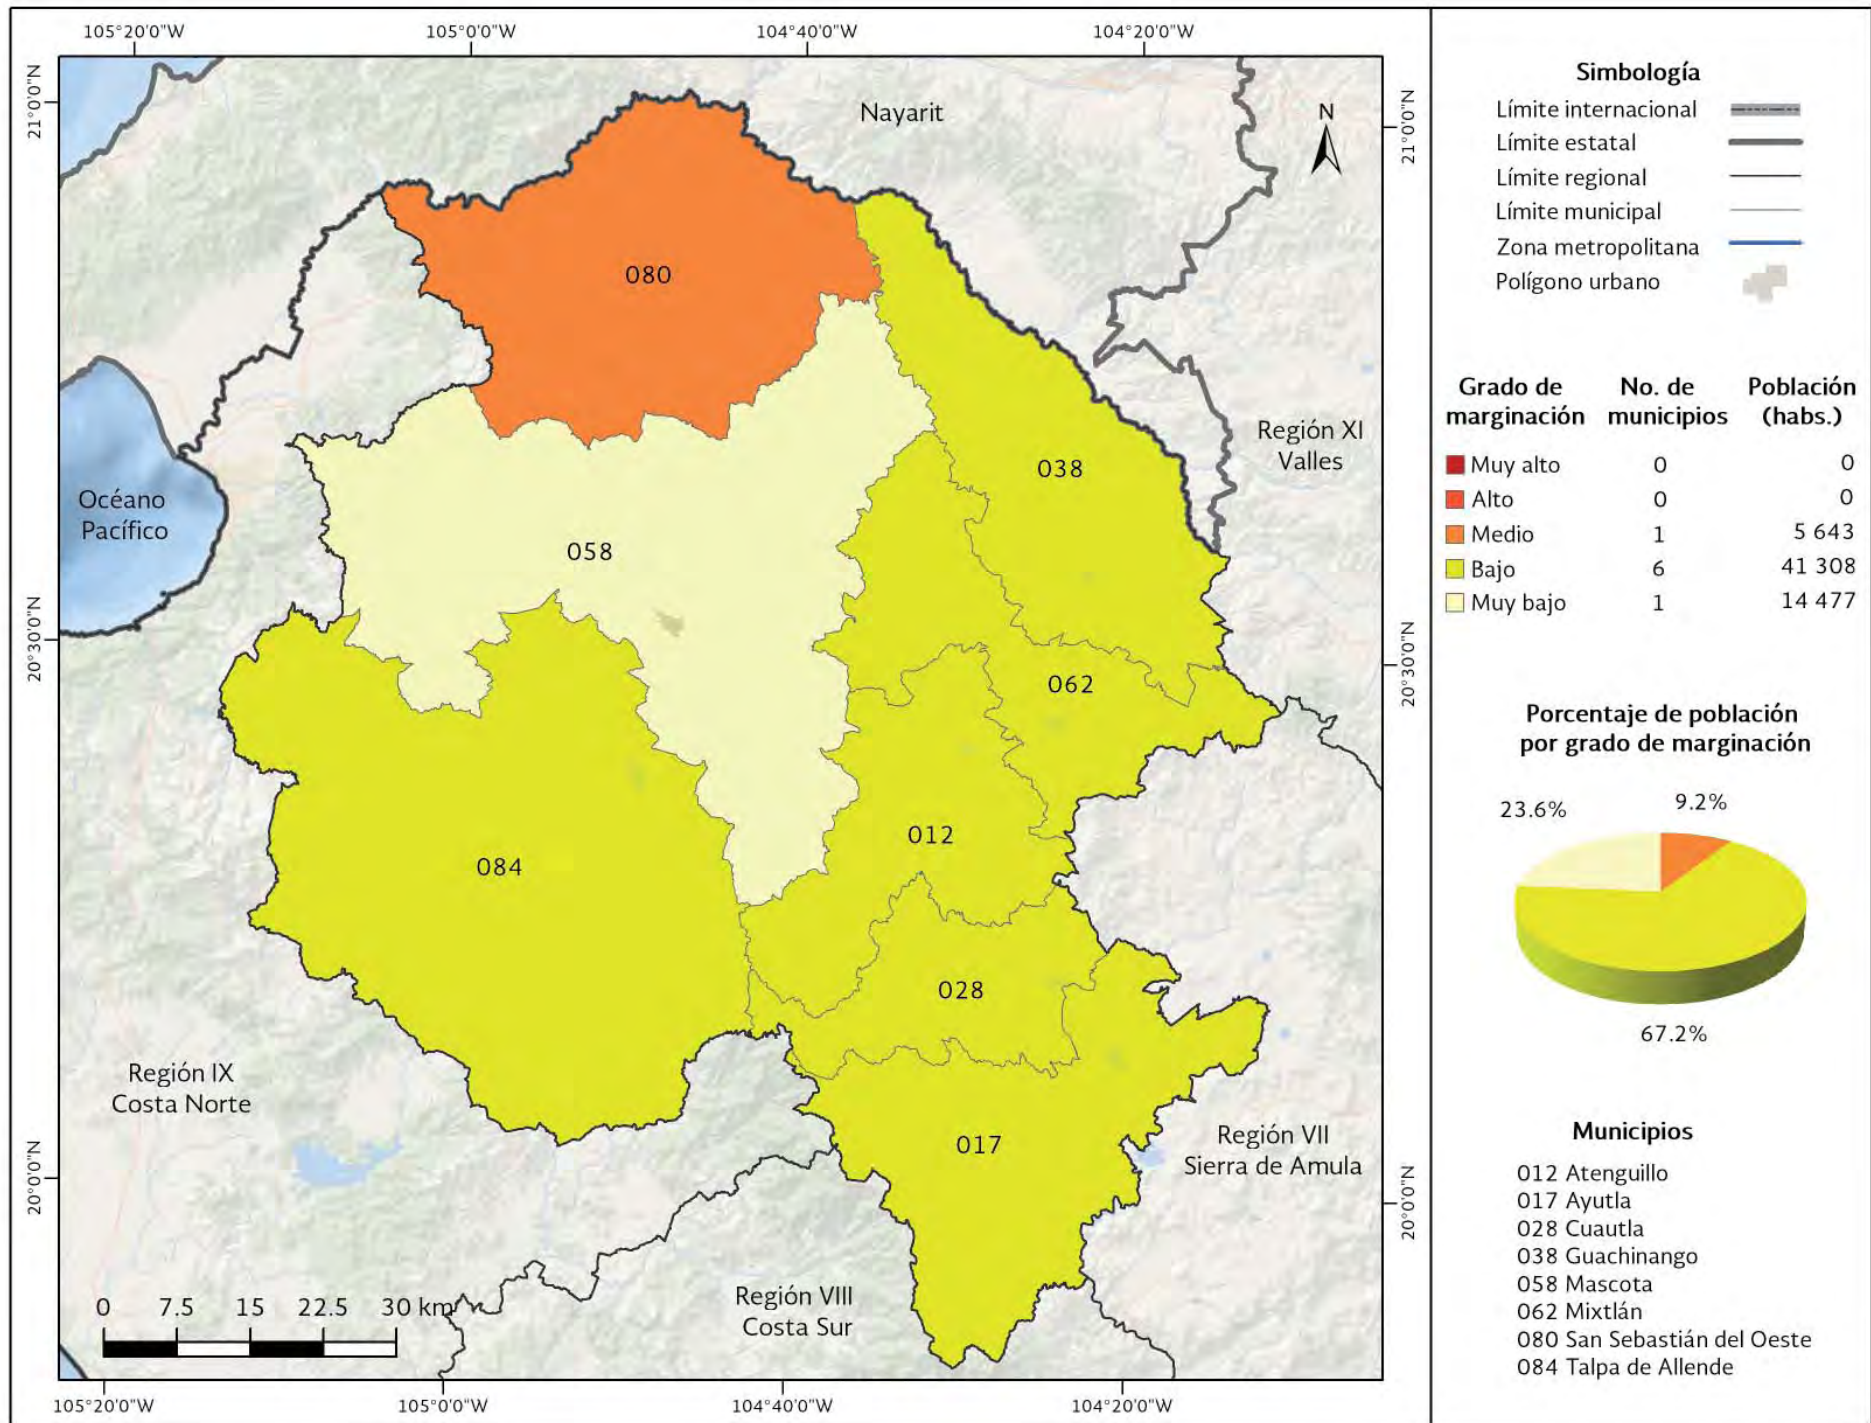 105°20'0"W
105°0'0"W
104°40'0"W
104°20'0"W
21°0'0"N
20°30'0"N
20°0'0"N
21°0'0"N
20°30'0"N
20°0'0"N
Nayarit
N
080
038
Región XI
Valles
Océano
Pacífico
058
062
012
084
028
Región IX
Costa Norte
017
Región VII
Sierra de Amula
Región VIII
Costa Sur
0 7.5 15 22.5 30 km
105°20'0"W
105°0'0"W
104°40'0"W
104°20'0"W
Simbología
Límite internacional
Límite estatal
Límite regional
Límite municipal
Zona metropolitana
Polígono urbano
Grado de marginación No. de municipios Población (habs.)
Muy alto 0 0
Alto 0 0
Medio 1 5 643
Bajo 6 41 308
Muy bajo 1 14 477
Porcentaje de población
por grado de marginación
23.6%
9.2%
67.2%
Municipios
012 Atenguillo
017 Ayutla
028 Cuautla
038 Guachinango
058 Mascota
062 Mixtlán
080 San Sebastián del Oeste
084 Talpa de Allende